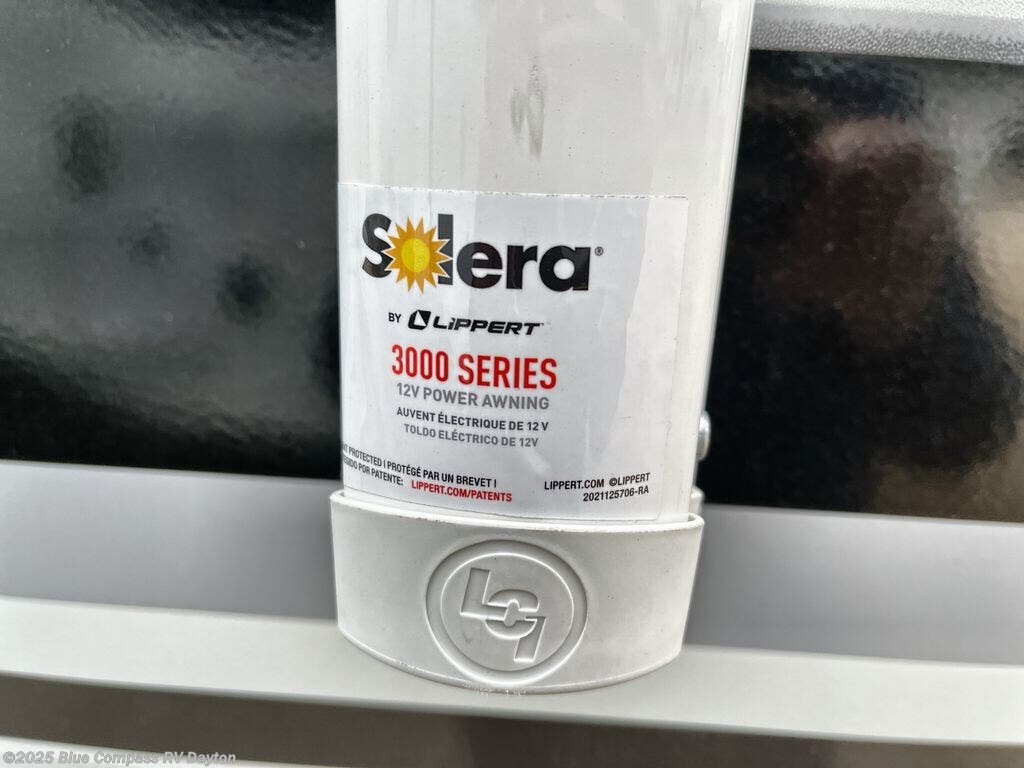 Solera®
BY LIPPERT
3000 SERIES
12V POWER AWNING
AUVENT ÉLECTRIQUE DE 12 V
TOLDO ELÉCTRICO DE 12V
PROTECTED | PROTÉGÉ PAR UN BREVET |
POR PATENTE: LIPPERT.COM/PATENTS
LIPPERT.COM ©LIPPERT
2021125706-RA
LCI
©2025 Blue Compass RV Dayton